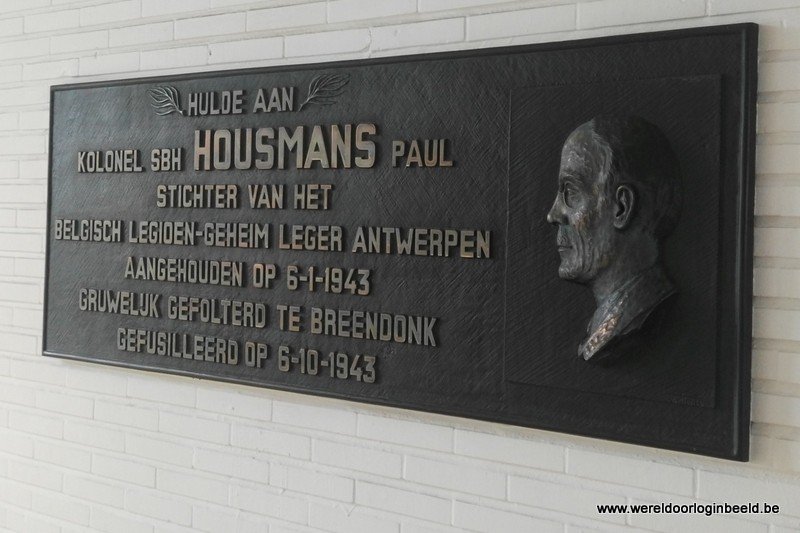 HULDE AAN
KOLONEL SBH HOUSMANS PAUL
STICHTER VAN HET
BELGISCH LEGIOEN-GEHEIM LEGER ANTWERPEN
AANGEHOUDEN OP 6-1-1943
GRUWELIJK GEFOLTERD TE BREENDONK
GEFUSILLEERD OP 6-10-1943
www.wereldoorloginbeeld.be